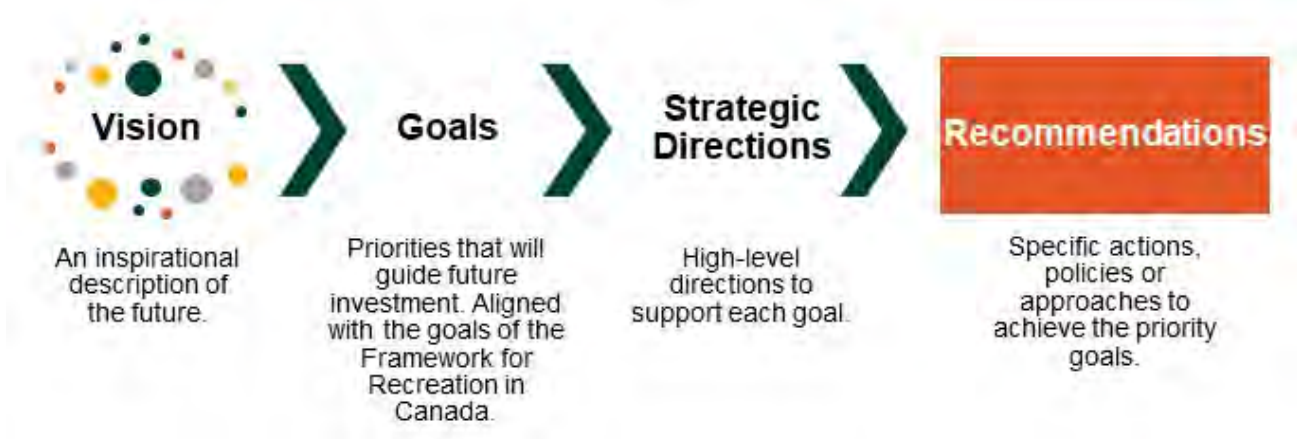 Vision
An inspirational
description of
the future.
Goals
Priorities that will
guide future
investment. Aligned
with the goals of the
Framework for
Recreation in
Canada.
Strategic
Directions
High-level
directions to
support each goal.
Recommendations
Specific actions,
policies or
approaches to
achieve the priority
goals.